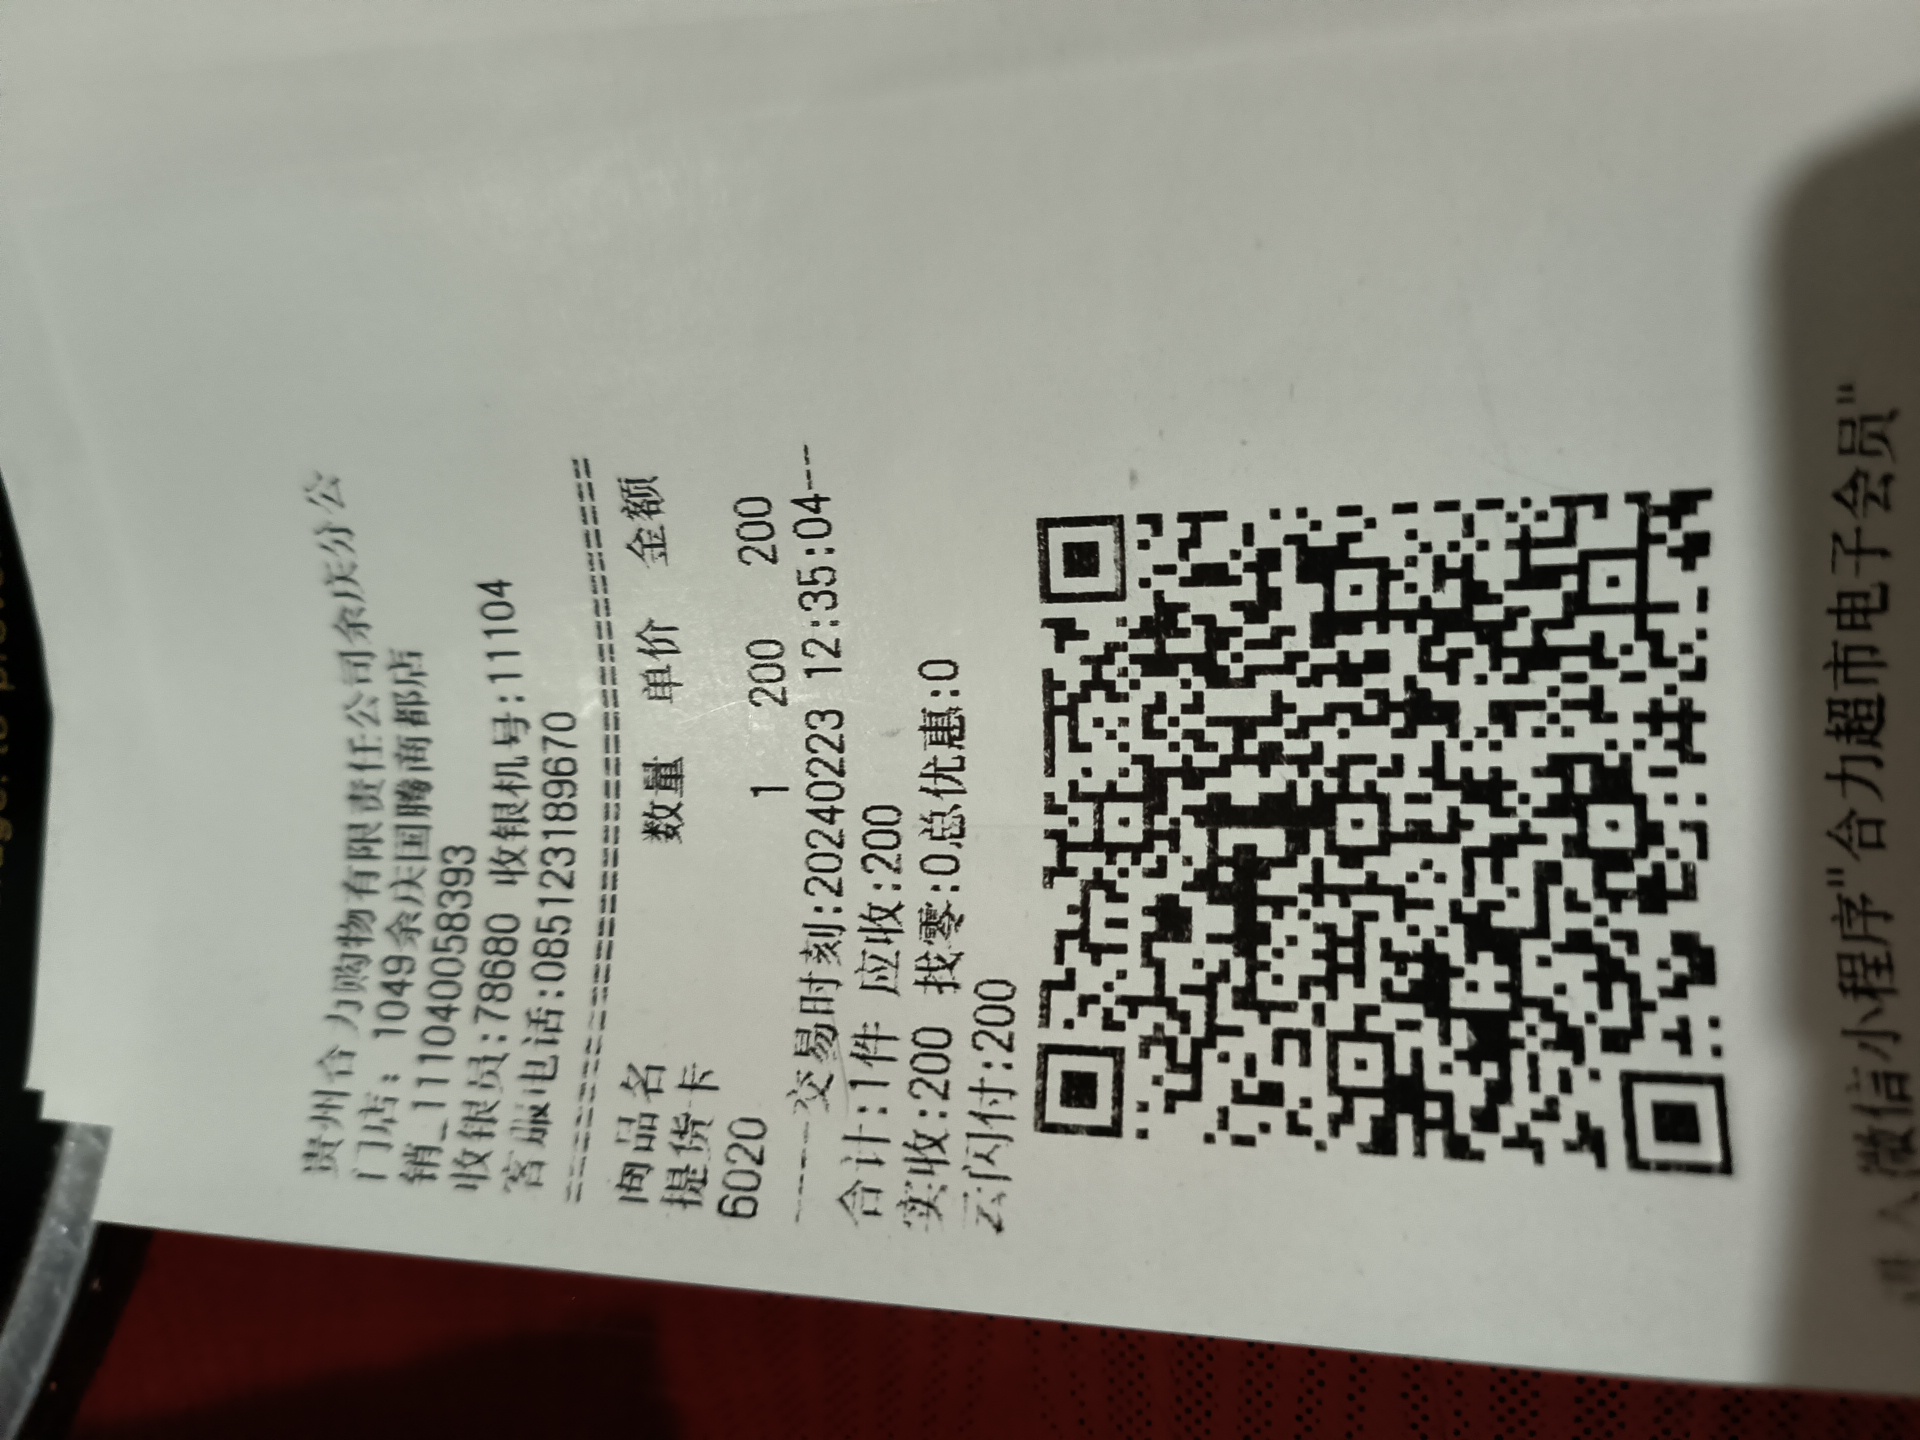 贵州合力购物有限责任公司余庆分公
门店：1049余庆国腾商都店
销_111040058393
收银员:78680 收银机号:11104
客服电话:085123189670
================================
商品名 数量 单价 金额
提货卡
6020 1 200 200
----交易时刻:20240223 12:35:04---
合计:1件 应收:200
实收:200 找零:0总优惠:0
云闪付:200
进入微信小程序"合力超市电子会员"